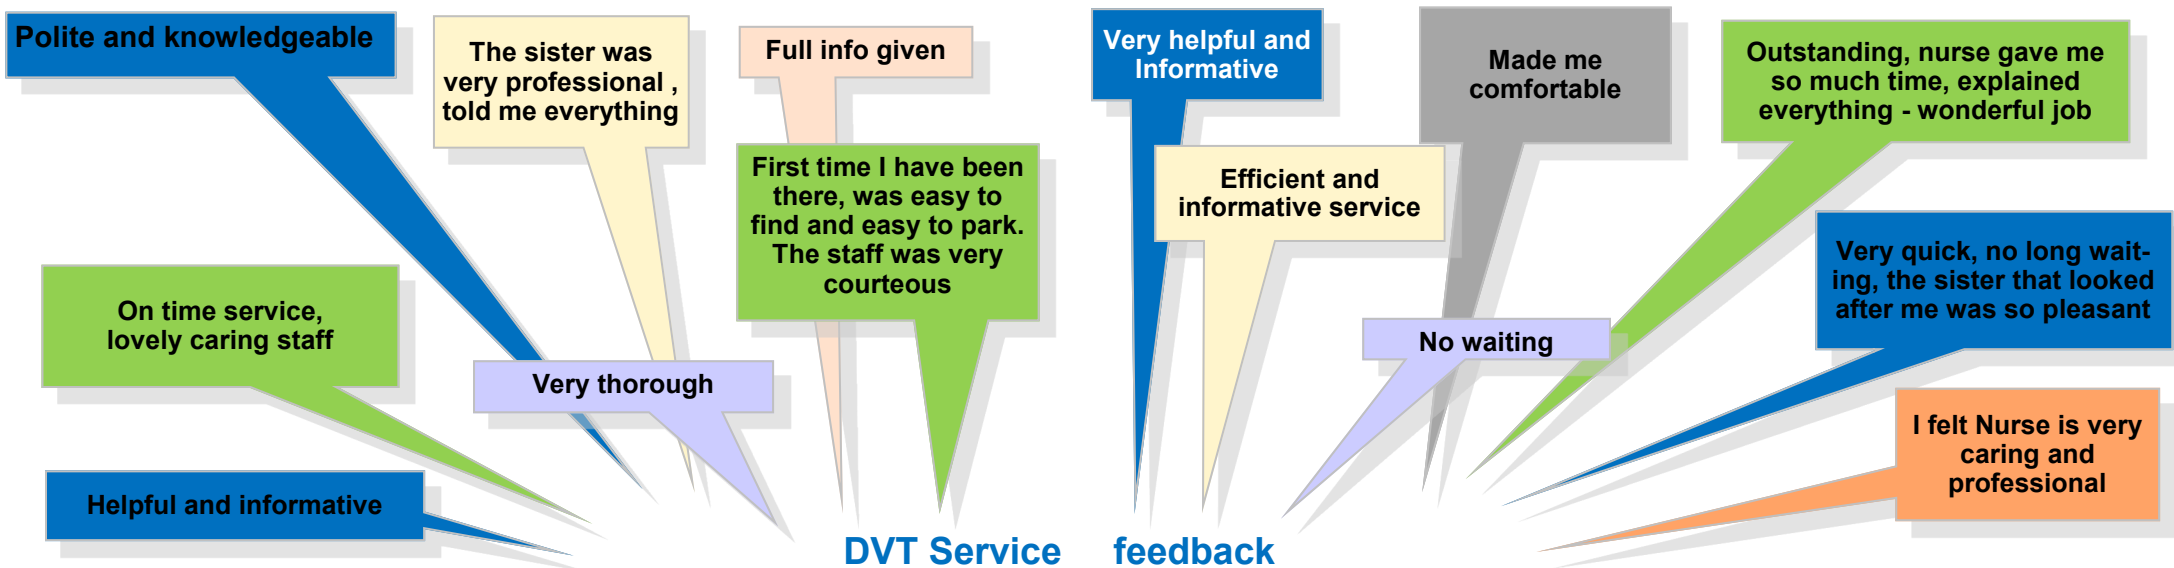 Polite and knowledgeable
The sister was
very professional ,
told me everything
Full info given
Very helpful and
Informative
Made me
comfortable
Outstanding, nurse gave me
so much time, explained
everything - wonderful job
First time I have been
there, was easy to
find and easy to park.
The staff was very
courteous
Efficient and
informative service
Very quick, no long wait-
ing, the sister that looked
after me was so pleasant
On time service,
lovely caring staff
Very thorough
No waiting
I felt Nurse is very
caring and
professional
Helpful and informative
DVT Service feedback